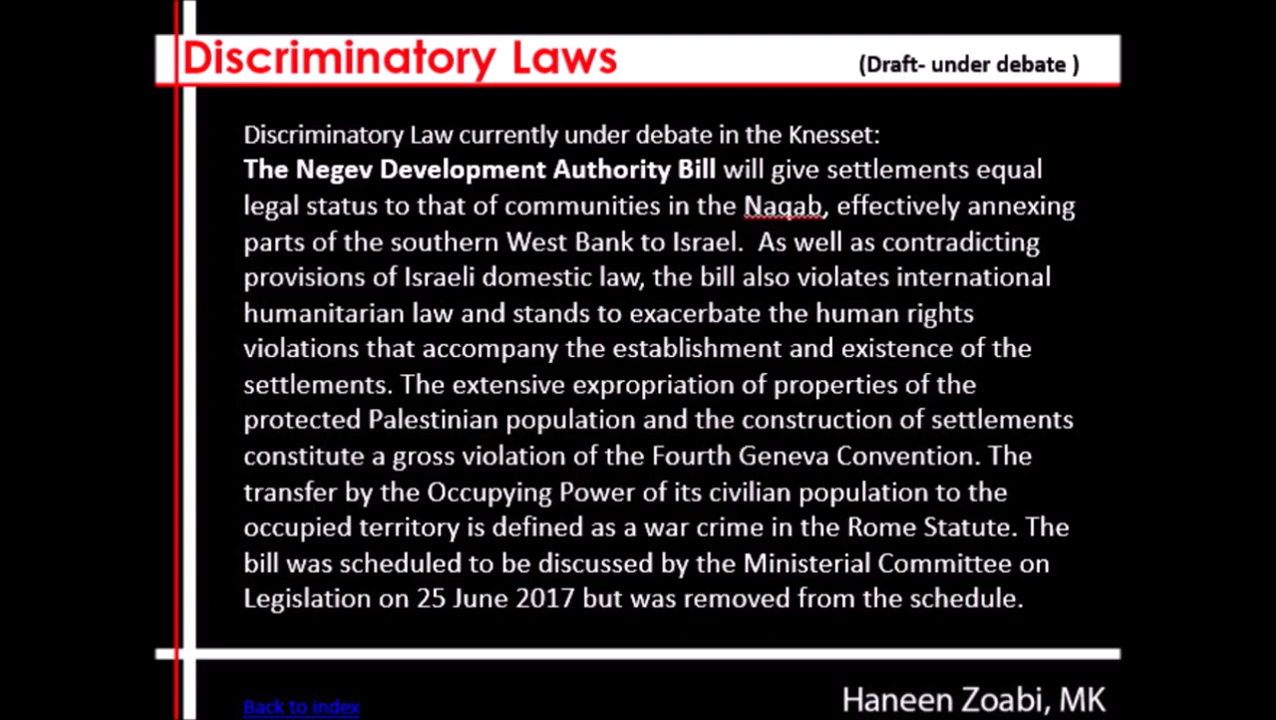 Discriminatory Laws (Draft- under debate )
Discriminatory Law currently under debate in the Knesset:
The Negev Development Authority Bill will give settlements equal
legal status to that of communities in the Naqab, effectively annexing
parts of the southern West Bank to Israel.  As well as contradicting
provisions of Israeli domestic law, the bill also violates international
humanitarian law and stands to exacerbate the human rights
violations that accompany the establishment and existence of the
settlements. The extensive expropriation of properties of the
protected Palestinian population and the construction of settlements
constitute a gross violation of the Fourth Geneva Convention. The
transfer by the Occupying Power of its civilian population to the
occupied territory is defined as a war crime in the Rome Statute. The
bill was scheduled to be discussed by the Ministerial Committee on
Legislation on 25 June 2017 but was removed from the schedule.
Back to index
Haneen Zoabi, MK